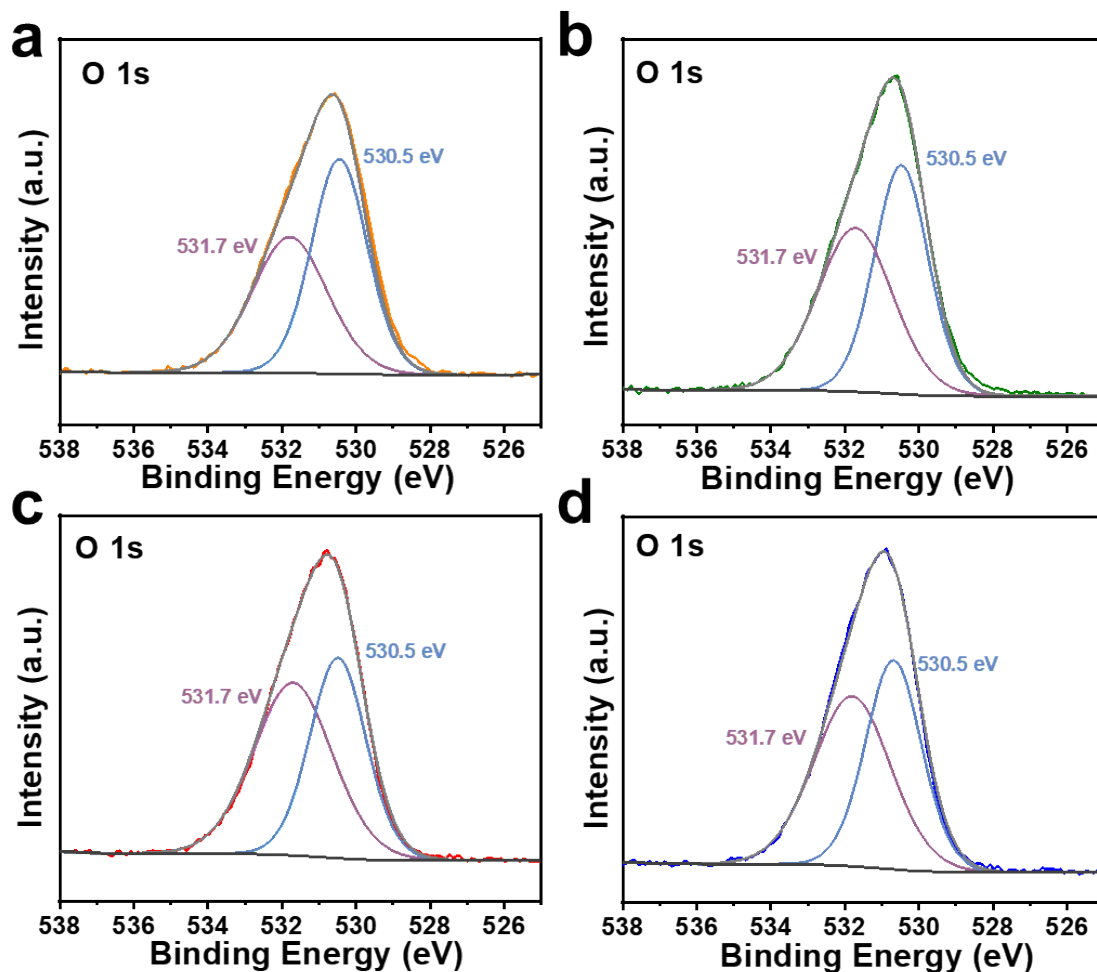 a
O 1s
530.5 eV
531.7 eV
Intensity (a.u.)
538 536 534 532 530 528 526
Binding Energy (eV)
b
O 1s
530.5 eV
531.7 eV
Intensity (a.u.)
538 536 534 532 530 528 526
Binding Energy (eV)
c
O 1s
530.5 eV
531.7 eV
Intensity (a.u.)
538 536 534 532 530 528 526
Binding Energy (eV)
d
O 1s
530.5 eV
531.7 eV
Intensity (a.u.)
538 536 534 532 530 528 526
Binding Energy (eV)